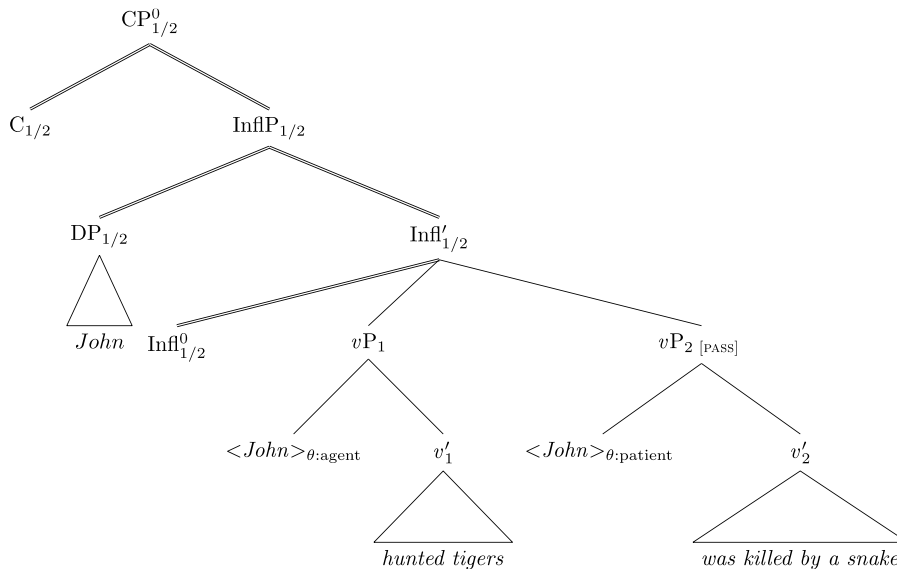 CP⁰₁/₂
C₁/₂ InflP₁/₂
DP₁/₂ Infl′₁/₂
John Infl⁰₁/₂ vP₁ vP₂ [PASS]
<John>θ:agent v′₁ <John>θ:patient v′₂
hunted tigers was killed by a snake